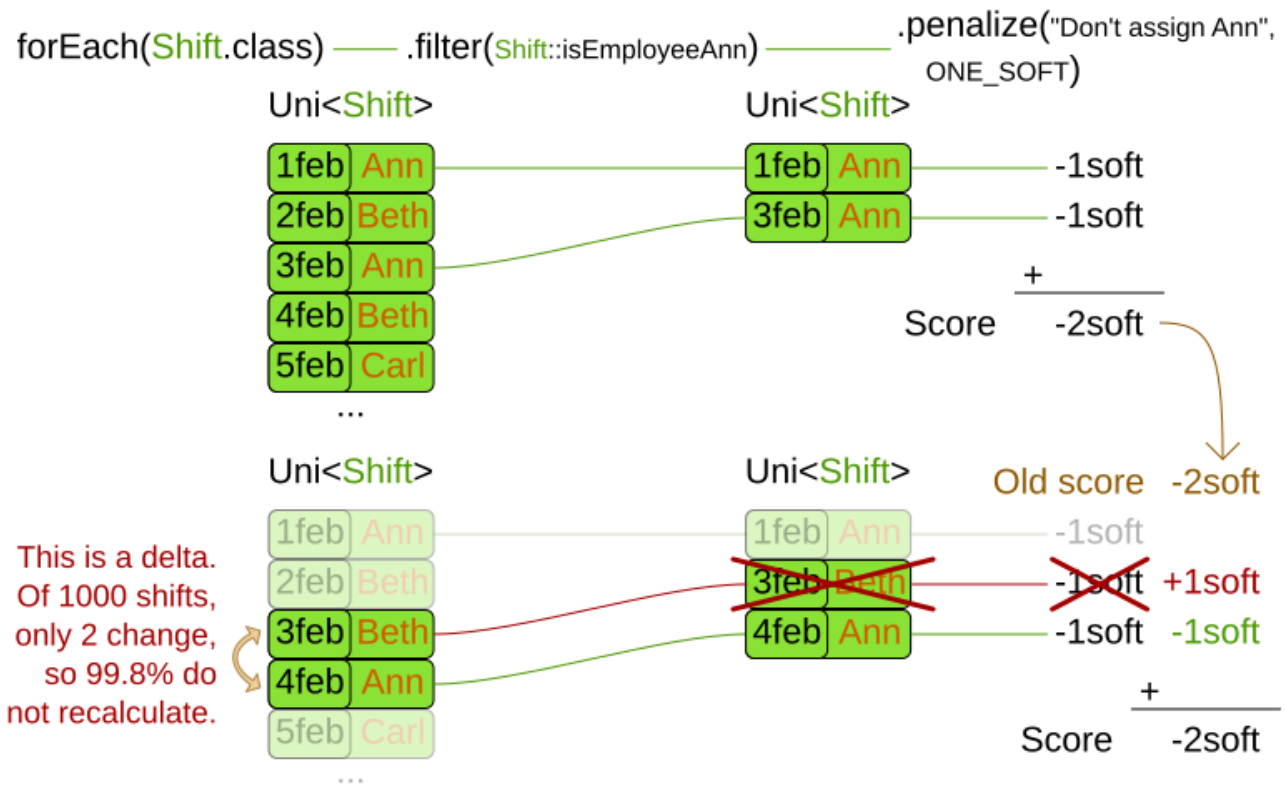 forEach(Shift.class) .filter(Shift::isEmployeeAnn) .penalize("Don't assign Ann",
ONE_SOFT)
Uni<Shift> Uni<Shift>
1feb Ann 1feb Ann -1soft
2feb Beth 3feb Ann -1soft
3feb Ann +
4feb Beth Score -2soft
5feb Carl
...
Uni<Shift> Uni<Shift> Old score -2soft
1feb Ann 1feb Ann -1soft
This is a delta.
Of 1000 shifts,
only 2 change,
so 99.8% do
not recalculate.
2feb Beth 3feb Beth -1soft +1soft
3feb Beth 4feb Ann -1soft -1soft
4feb Ann +
5feb Carl Score -2soft
...